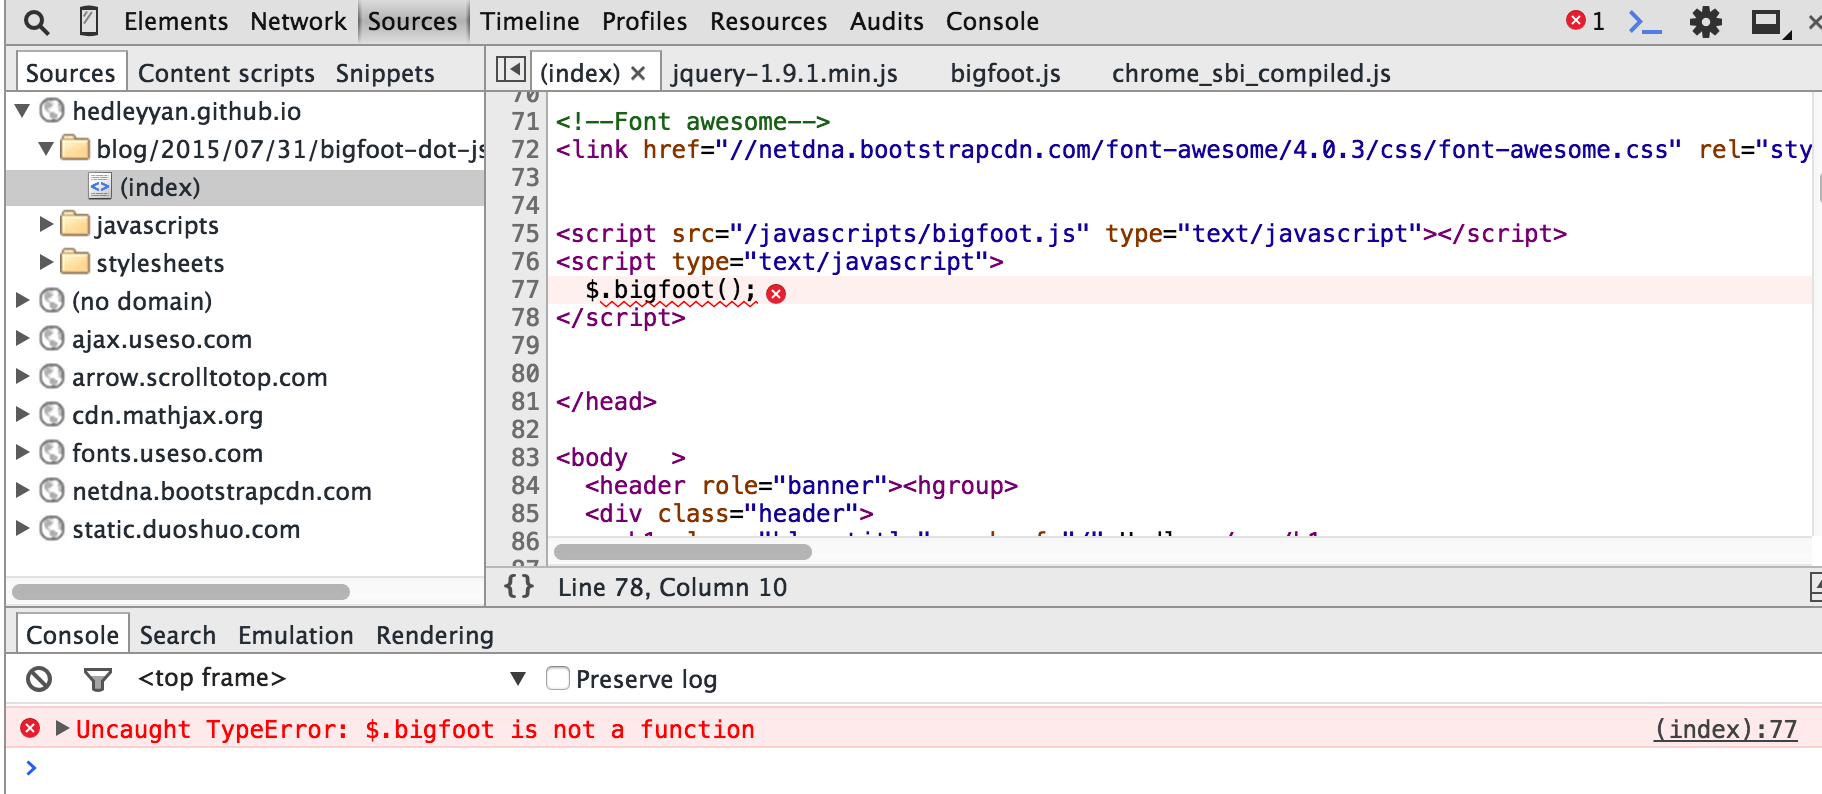 Elements Network Sources Timeline Profiles Resources Audits Console 1
Sources Content scripts Snippets
(index) × jquery-1.9.1.min.js bigfoot.js chrome_sbi_compiled.js
hedleyyan.github.io
blog/2015/07/31/bigfoot-dot-js
(index)
javascripts
stylesheets
(no domain)
ajax.useso.com
arrow.scrolltotop.com
cdn.mathjax.org
fonts.useso.com
netdna.bootstrapcdn.com
static.duoshuo.com
70
71 <!--Font awesome-->
72 <link href="//netdna.bootstrapcdn.com/font-awesome/4.0.3/css/font-awesome.css" rel="sty
73
74
75 <script src="/javascripts/bigfoot.js" type="text/javascript"></script>
76 <script type="text/javascript">
77 $.bigfoot();
78 </script>
79
80
81 </head>
82
83 <body >
84 <header role="banner"><hgroup>
85 <div class="header">
86
87
{} Line 78, Column 10
Console Search Emulation Rendering
<top frame> ▼ Preserve log
Uncaught TypeError: $.bigfoot is not a function (index):77
>